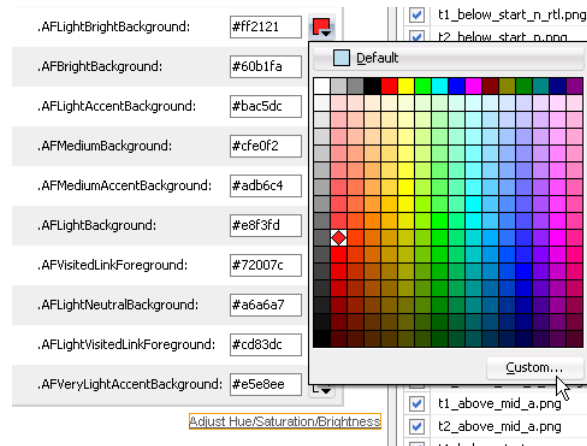 .AFLightBrightBackground: #ff2121
t1_below_start_n_rtl.png
t2_below_start_n.png
.AFBrightBackground: #60b1fa
Default
.AFLightAccentBackground: #bac5dc
.AFMediumBackground: #cfe0f2
.AFMediumAccentBackground: #adb6c4
.AFLightBackground: #e8f3fd
.AFVisitedLinkForeground: #72007c
.AFLightNeutralBackground: #a6a6a7
.AFLightVisitedLinkForeground: #cd83dc
Custom...
.AFVeryLightAccentBackground: #e5e8ee
t1_above_mid_a.png
Adjust Hue/Saturation/Brightness
t2_above_mid_a.png